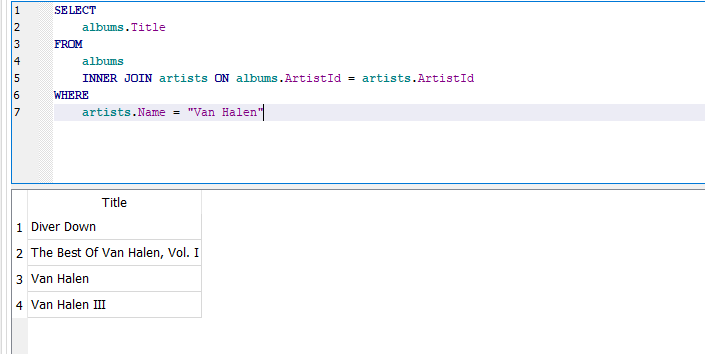 1 SELECT
2 albums.Title
3 FROM
4 albums
5 INNER JOIN artists ON albums.ArtistId = artists.ArtistId
6 WHERE
7 artists.Name = "Van Halen"
Title
1 Diver Down
2 The Best Of Van Halen, Vol. I
3 Van Halen
4 Van Halen III